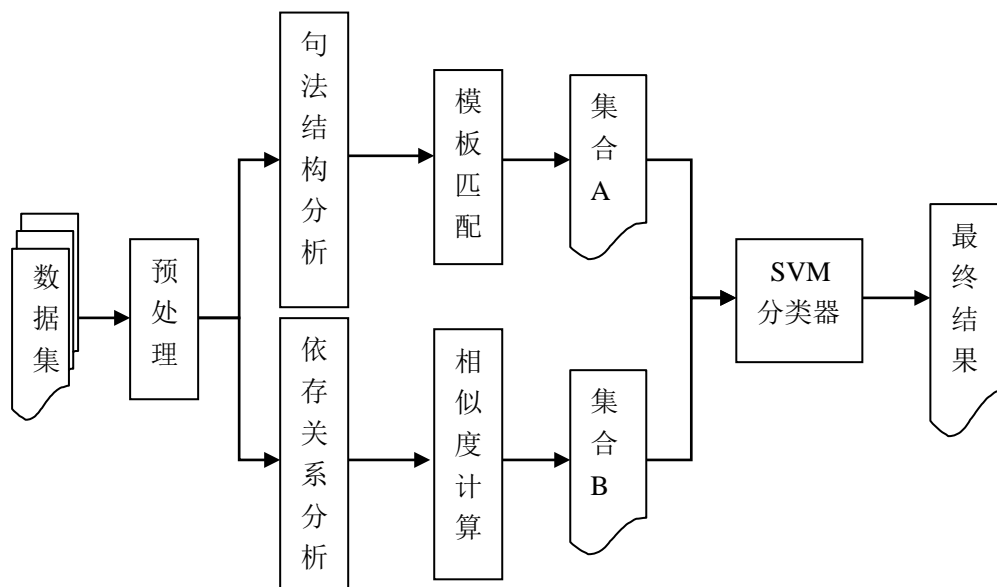 数据集
预处理
句法结构分析
模板匹配
集合A
依存关系分析
相似度计算
集合B
SVM
分类器
最终结果